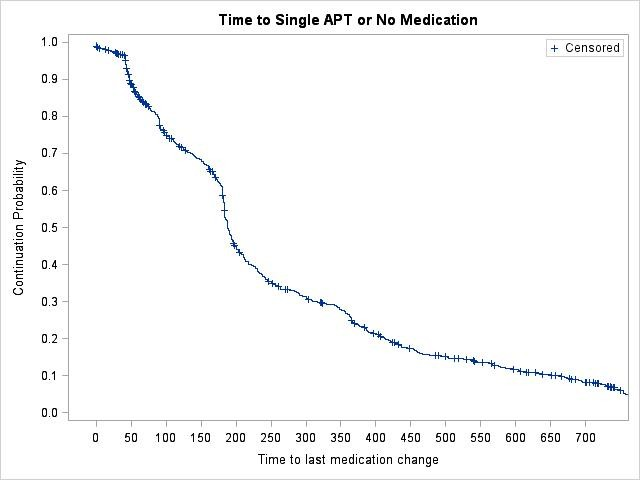 Time to Single APT or No Medication
+ Censored
Continuation Probability
1.0
0.9
0.8
0.7
0.6
0.5
0.4
0.3
0.2
0.1
0.0
0 50 100 150 200 250 300 350 400 450 500 550 600 650 700
Time to last medication change